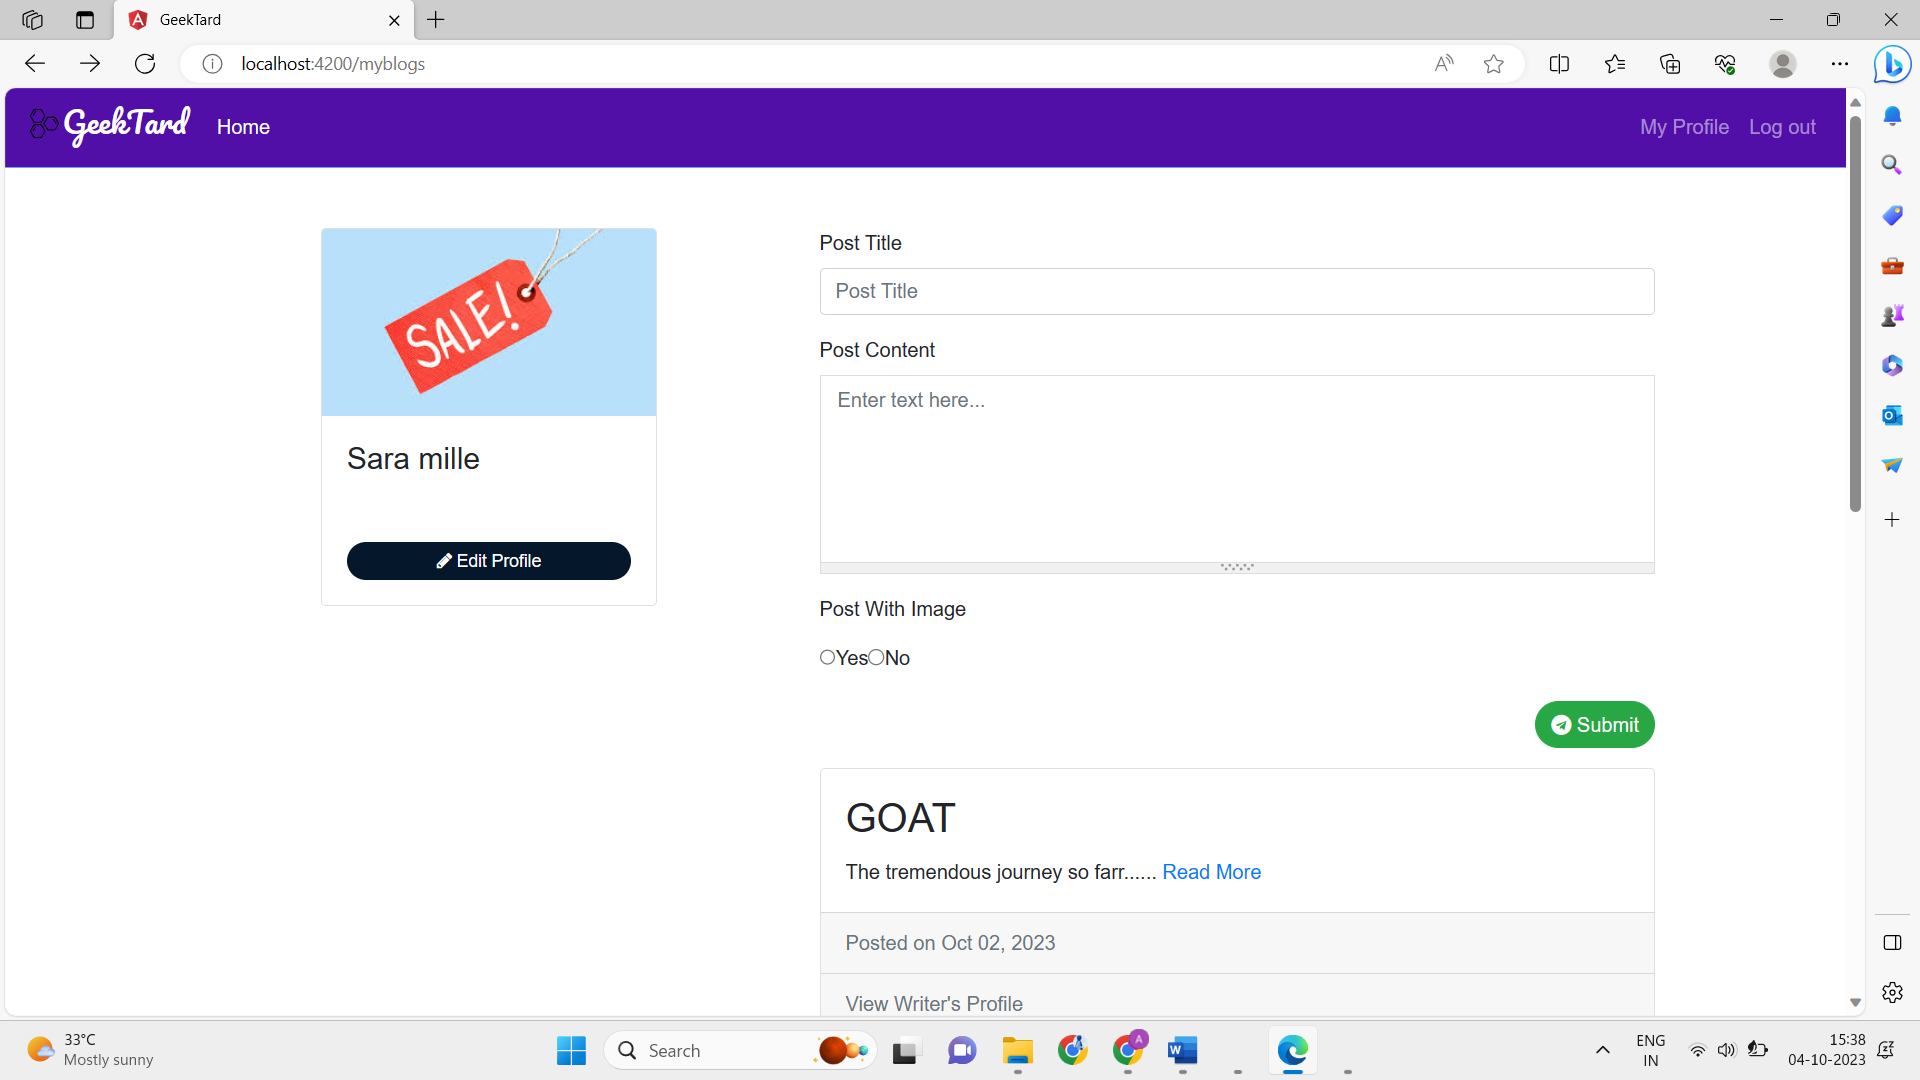 GeekTard
localhost:4200/myblogs
GeekTard
Home
My Profile
Log out
SALE!
Sara mille
Edit Profile
Post Title
Post Title
Post Content
Enter text here...
Post With Image
Yes
No
Submit
GOAT
The tremendous journey so farr...... Read More
Posted on Oct 02, 2023
View Writer's Profile
33°C
Mostly sunny
Search
A
W
ENG
IN
15:38
04-10-2023